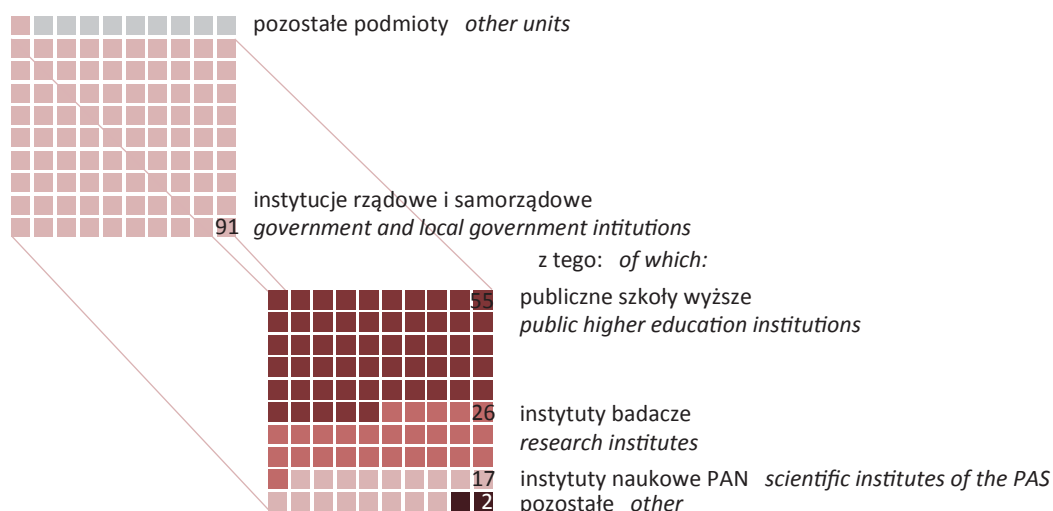 pozostałe podmioty other units
instytucje rządowe i samorządowe
91 government and local government intitutions
z tego: of which:
55 publiczne szkoły wyższe
public higher education institutions
26 instytuty badacze
research institutes
17 instytuty naukowe PAN scientific institutes of the PAS
2 pozostałe other